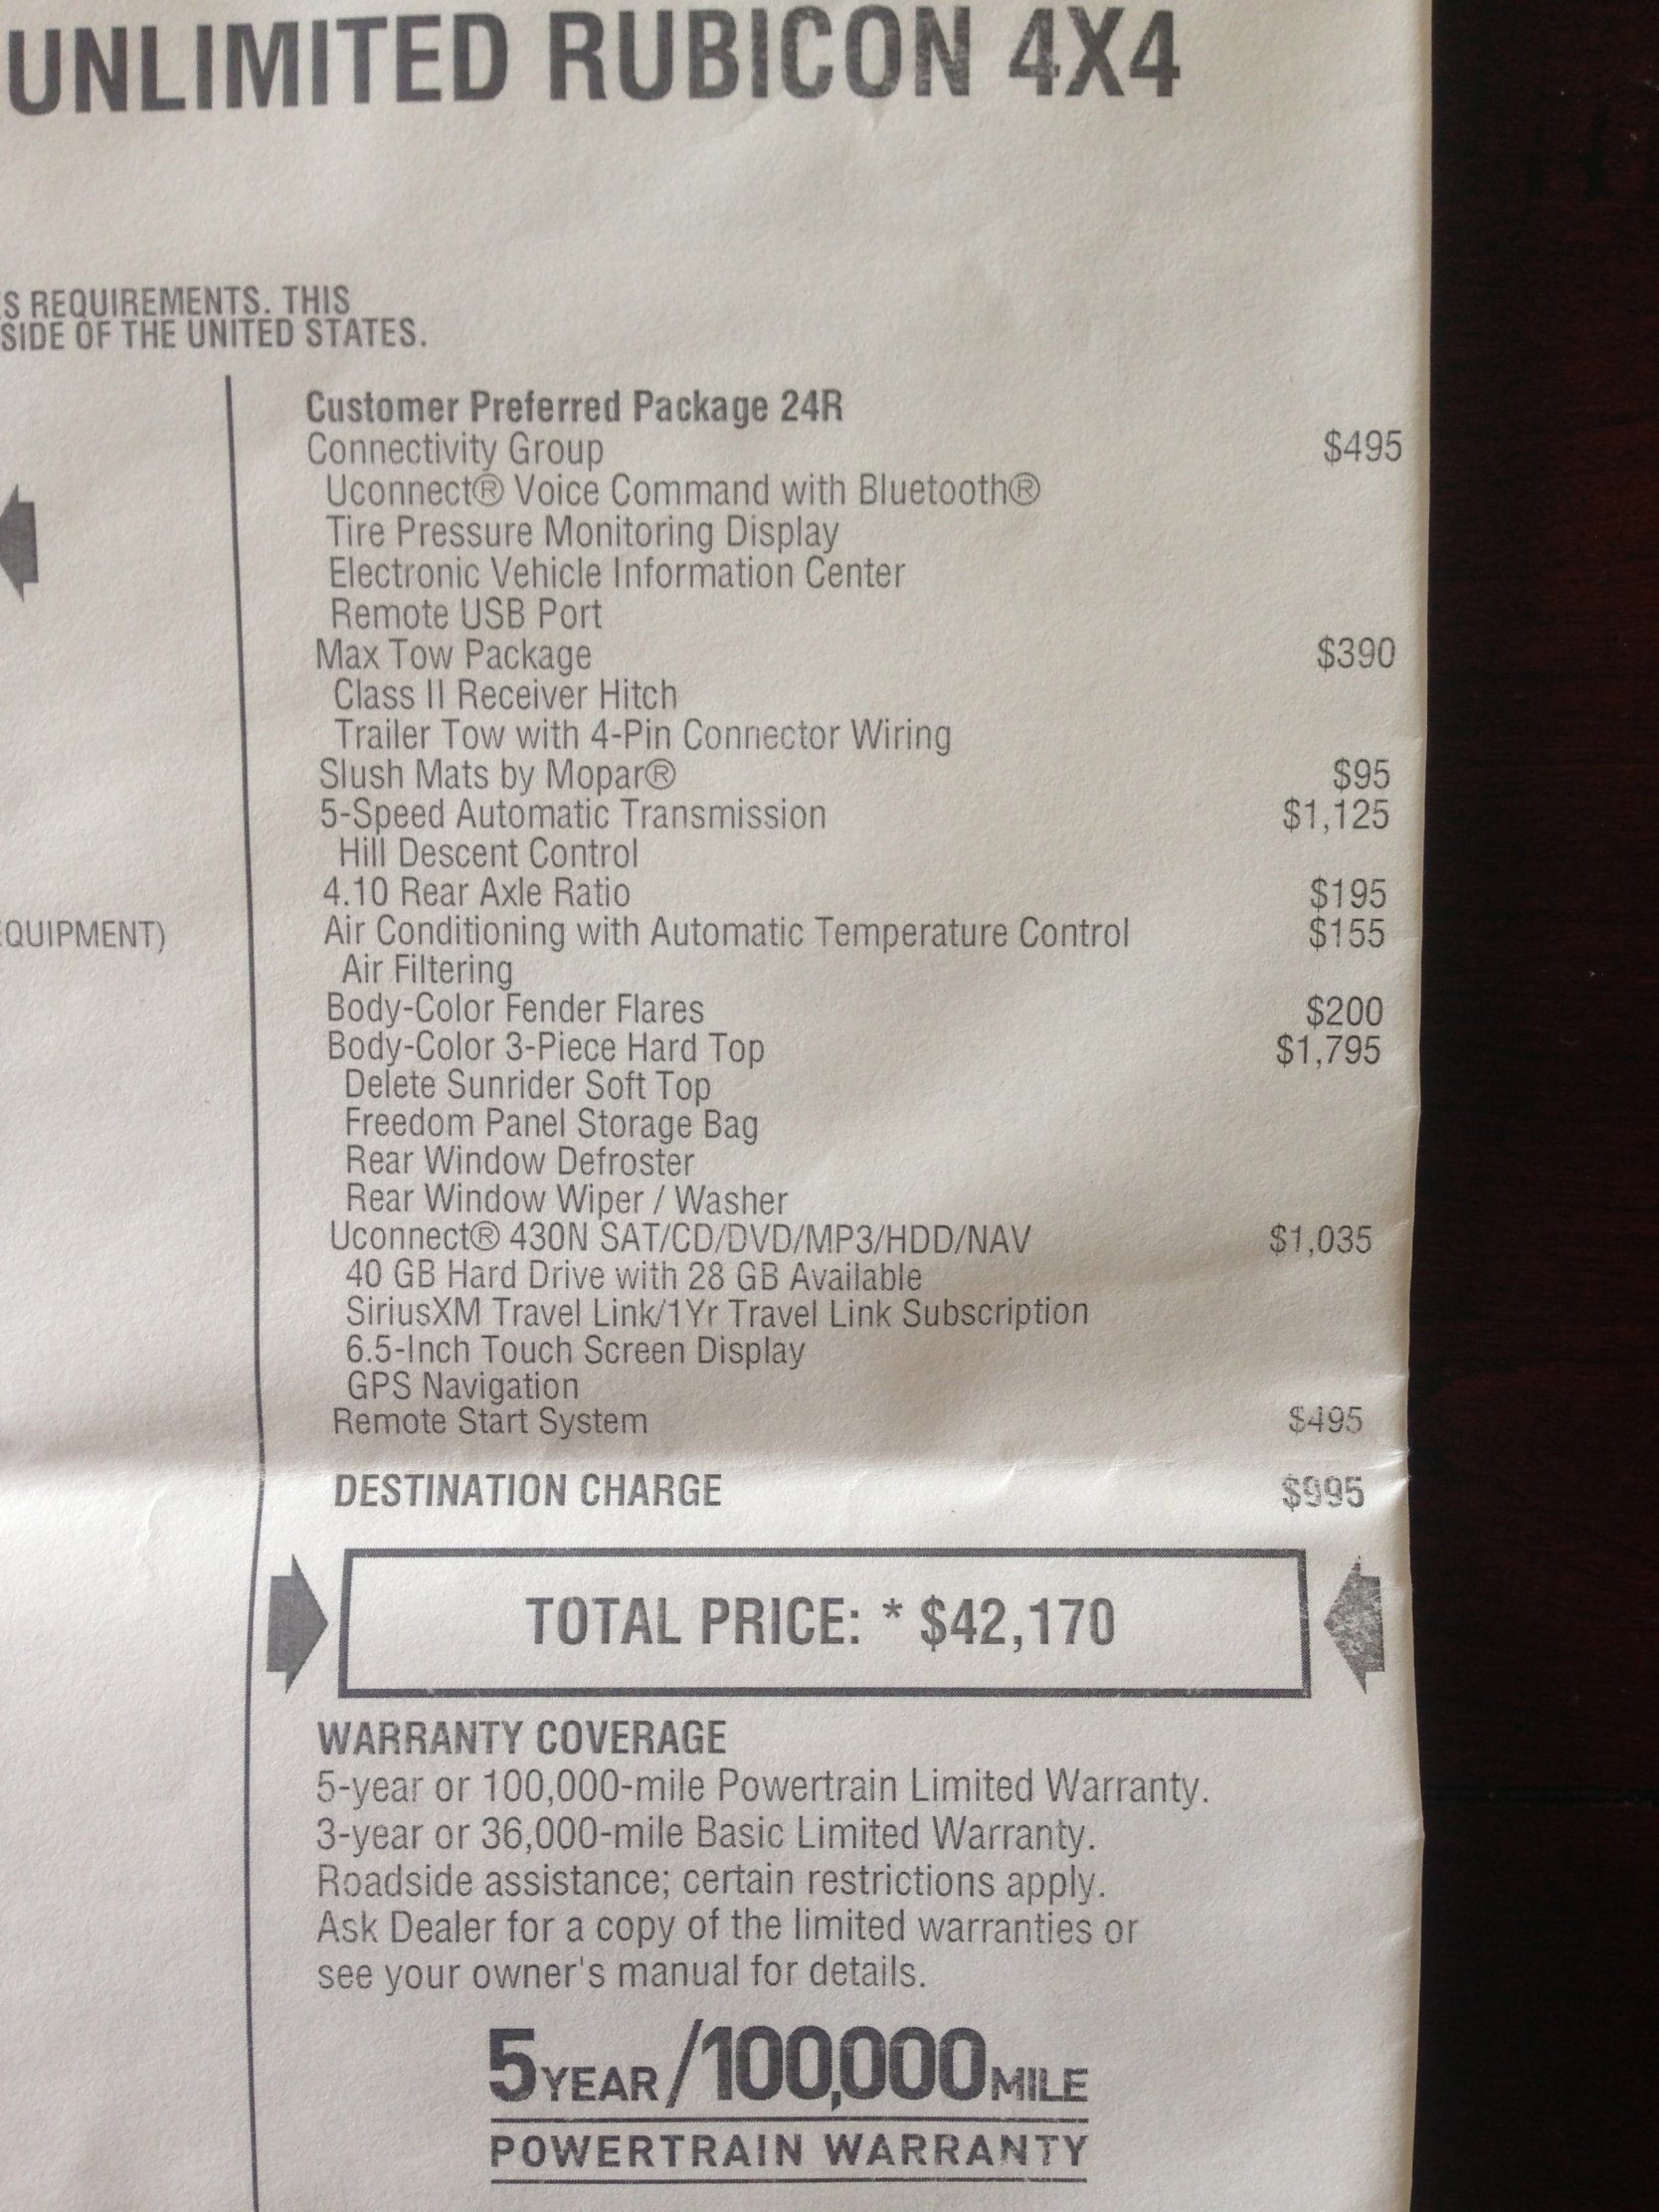 UNLIMITED RUBICON 4X4
S REQUIREMENTS. THIS
SIDE OF THE UNITED STATES.
Customer Preferred Package 24R
Connectivity Group $495
Uconnect® Voice Command with Bluetooth®
Tire Pressure Monitoring Display
Electronic Vehicle Information Center
Remote USB Port
Max Tow Package $390
Class II Receiver Hitch
Trailer Tow with 4-Pin Connector Wiring
Slush Mats by Mopar® $95
5-Speed Automatic Transmission $1,125
Hill Descent Control
4.10 Rear Axle Ratio $195
QUIPMENT)
Air Conditioning with Automatic Temperature Control $155
Air Filtering
Body-Color Fender Flares $200
Body-Color 3-Piece Hard Top $1,795
Delete Sunrider Soft Top
Freedom Panel Storage Bag
Rear Window Defroster
Rear Window Wiper / Washer
Uconnect® 430N SAT/CD/DVD/MP3/HDD/NAV $1,035
40 GB Hard Drive with 28 GB Available
SiriusXM Travel Link/1Yr Travel Link Subscription
6.5-Inch Touch Screen Display
GPS Navigation
Remote Start System $495
DESTINATION CHARGE $995
TOTAL PRICE: * $42,170
WARRANTY COVERAGE
5-year or 100,000-mile Powertrain Limited Warranty.
3-year or 36,000-mile Basic Limited Warranty.
Roadside assistance; certain restrictions apply.
Ask Dealer for a copy of the limited warranties or
see your owner's manual for details.
5 YEAR/100,000 MILE
POWERTRAIN WARRANTY